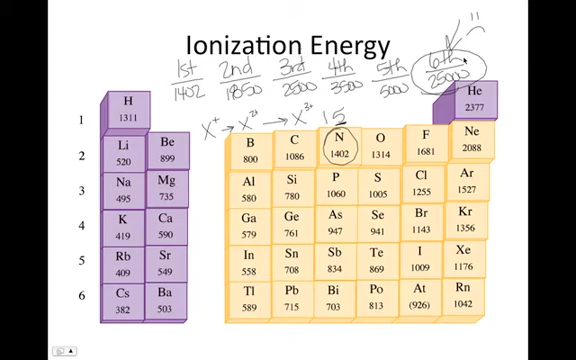 Ionization Energy
1st 2nd 3rd 4th 5th 6th
1402 1850 2500 3500 5000 25000
X⁺ → X²⁺ → X³⁺ 15
H He
1 1311 2377
Li Be B C N O F Ne
2 520 899 800 1086 1402 1314 1681 2088
Na Mg Al Si P S Cl Ar
3 495 735 580 780 1060 1005 1255 1527
K Ca Ga Ge As Se Br Kr
4 419 590 579 761 947 941 1143 1356
Rb Sr In Sn Sb Te I Xe
5 409 549 558 708 834 869 1009 1176
Cs Ba Tl Pb Bi Po At Rn
6 382 503 589 715 703 813 (926) 1042